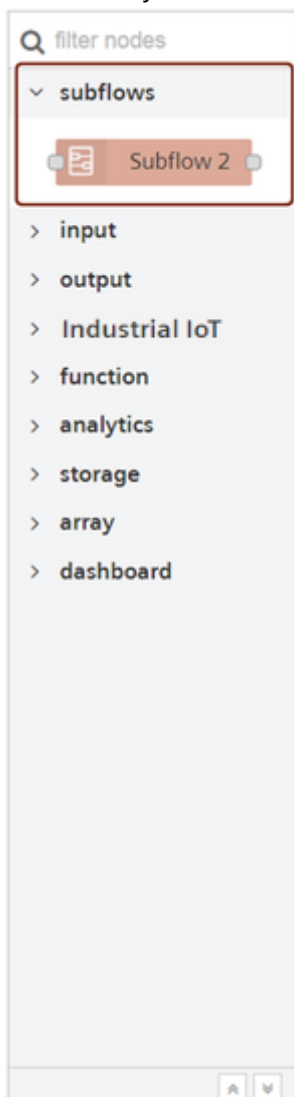 filter nodes
subflows
Subflow 2
input
output
Industrial IoT
function
analytics
storage
array
dashboard